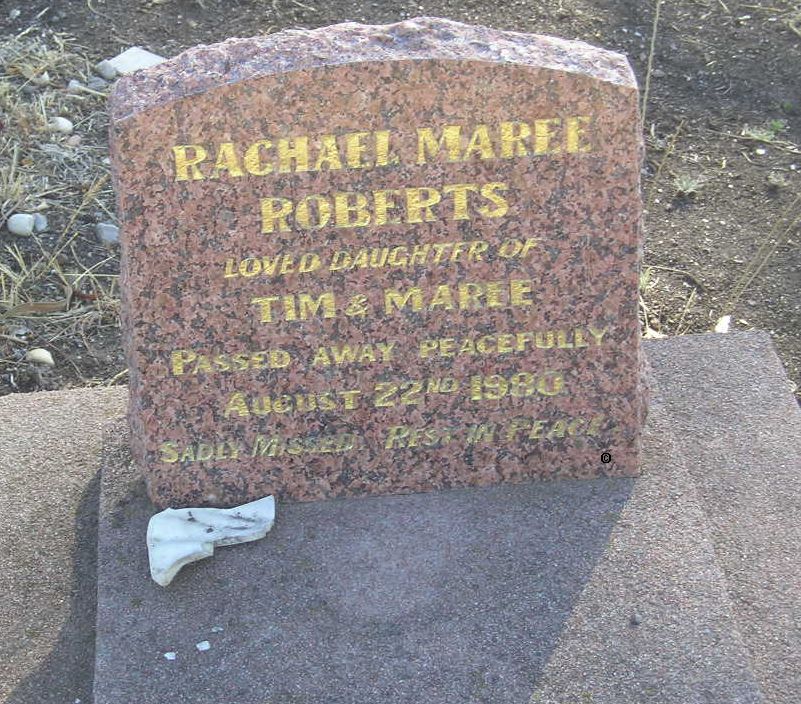 RACHAEL MAREE
ROBERTS
LOVED DAUGHTER OF
TIM & MAREE
PASSED AWAY PEACEFULLY
AUGUST 22ND 1980
SADLY MISSED. REST IN PEACE.
©